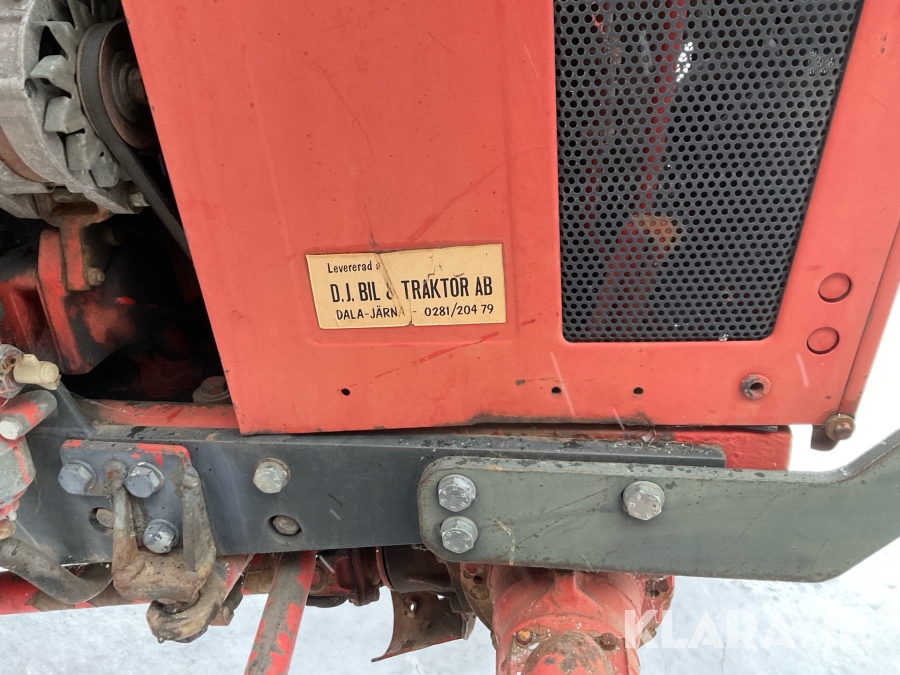 Levererad a
D.J. BIL & TRAKTOR AB
DALA-JÄRNA - 0281/204 79
KLARA